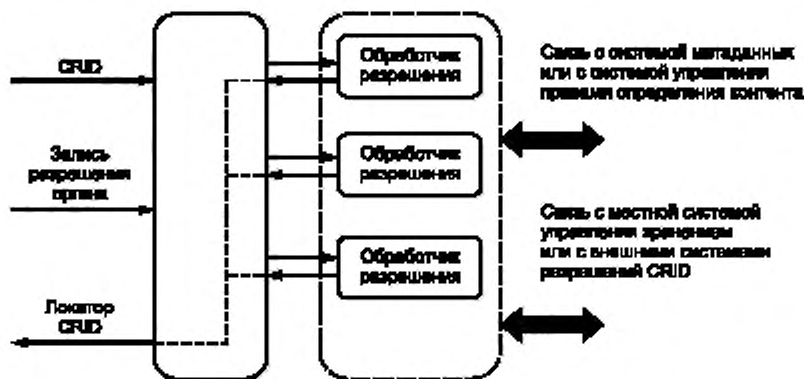 CRID
Запись
разрешения
органа
Локатор
CRID
Обработчик
разрешения
Обработчик
разрешения
Обработчик
разрешения
Связь с системой метаданных
или с системой управления
правами определения контента
Связь с местной системой
управления хранением
или с внешними системами
разрешений CRID